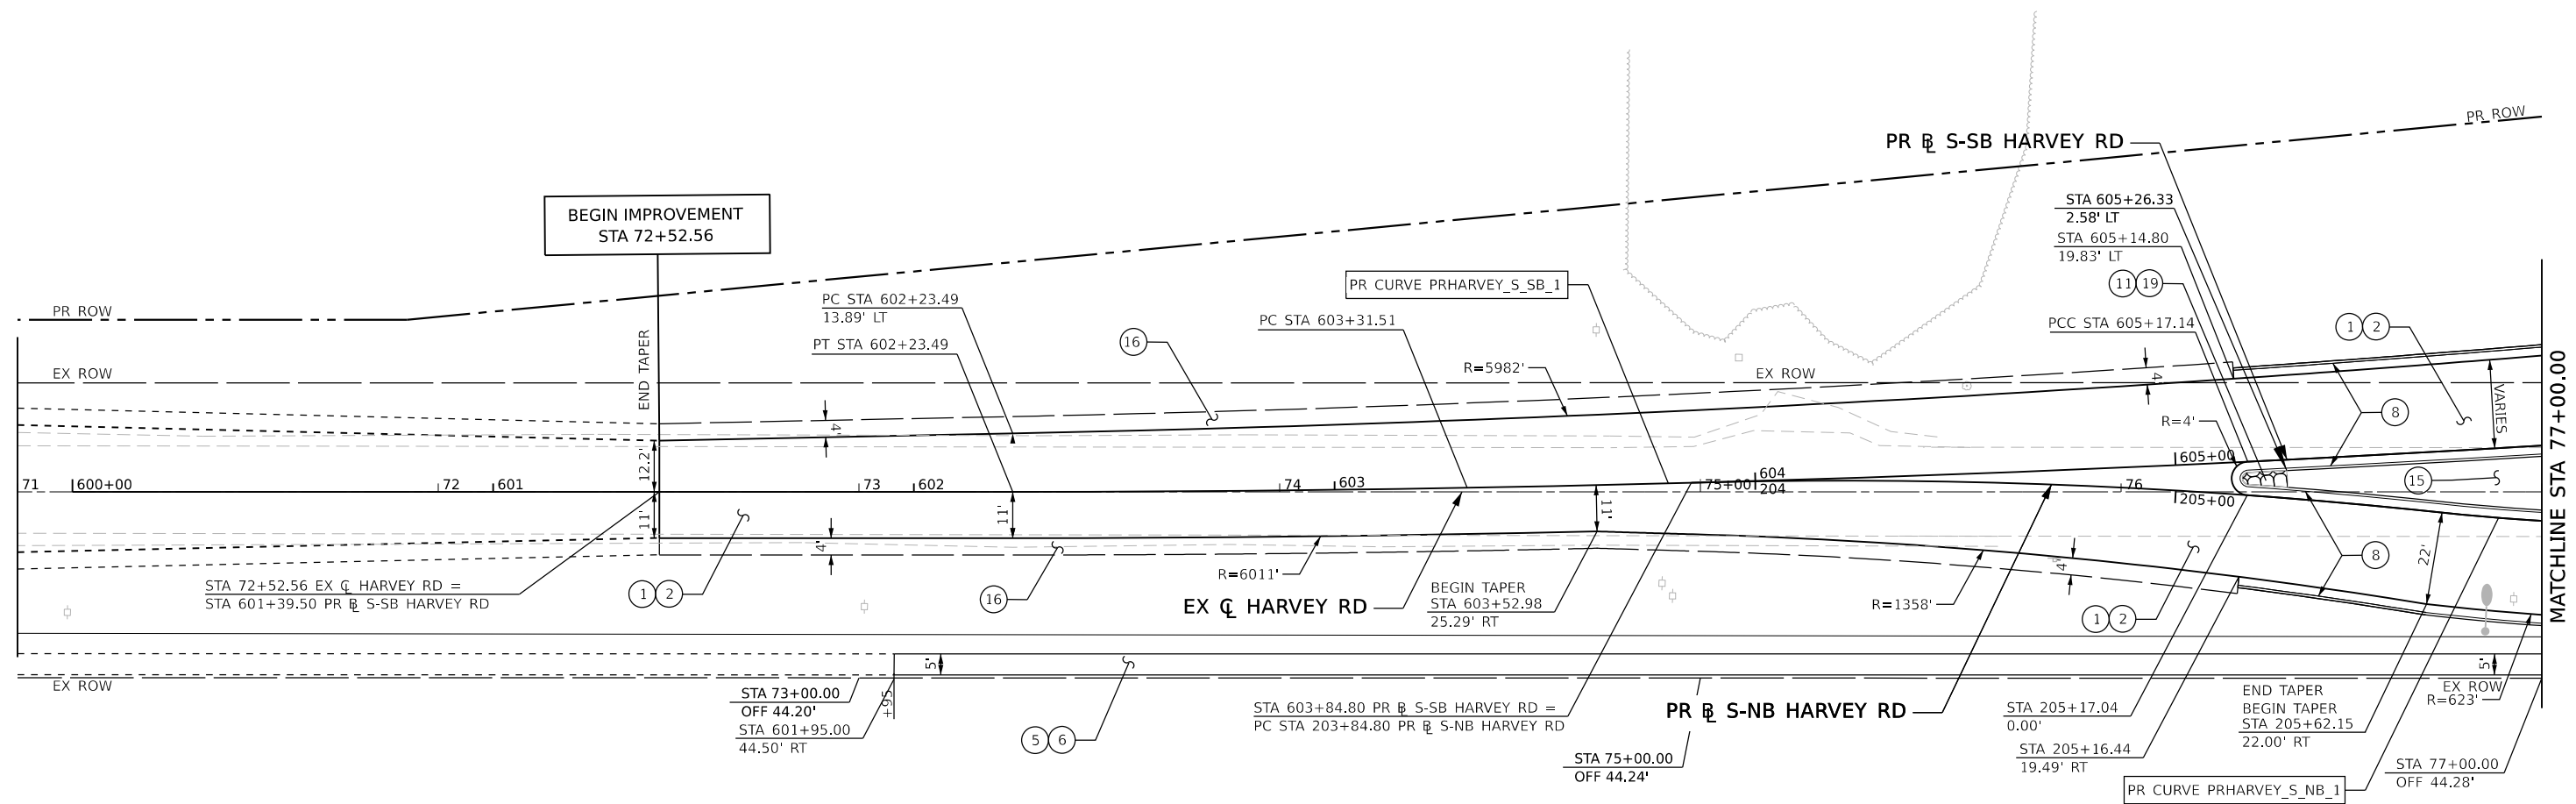 PR ROW
PR ℄ S-SB HARVEY RD
STA 605+26.33
2.58' LT
STA 605+14.80
19.83' LT
BEGIN IMPROVEMENT
STA 72+52.56
PR CURVE PRHARVEY_S_SB_1
11 19
PR ROW
PC STA 602+23.49
13.89' LT
PC STA 603+31.51
PCC STA 605+17.14
1 2
PT STA 602+23.49
16
END TAPER
EX ROW
R=5982'
EX ROW
4'
VARIES
8
MATCHLINE STA 77+00.00
4'
R=4'
12.2'
605+00
71 600+00 72 601 73 602 74 603 75+00 604
204
76
205+00
15
11'
11'
11'
4'
4'
22'
8
R=6011'
STA 72+52.56 EX ℄ HARVEY RD =
STA 601+39.50 PR ℄ S-SB HARVEY RD
1 2
16
EX ℄ HARVEY RD
BEGIN TAPER
STA 603+52.98
25.29' RT
R=1358'
1 2
5'
5'
EX ROW
+95
STA 73+00.00
OFF 44.20'
STA 601+95.00
44.50' RT
5 6
STA 603+84.80 PR ℄ S-SB HARVEY RD =
PC STA 203+84.80 PR ℄ S-NB HARVEY RD
PR ℄ S-NB HARVEY RD
STA 75+00.00
OFF 44.24'
STA 205+17.04
0.00'
STA 205+16.44
19.49' RT
END TAPER
BEGIN TAPER
STA 205+62.15
22.00' RT
EX ROW
R=623'
STA 77+00.00
OFF 44.28'
PR CURVE PRHARVEY_S_NB_1